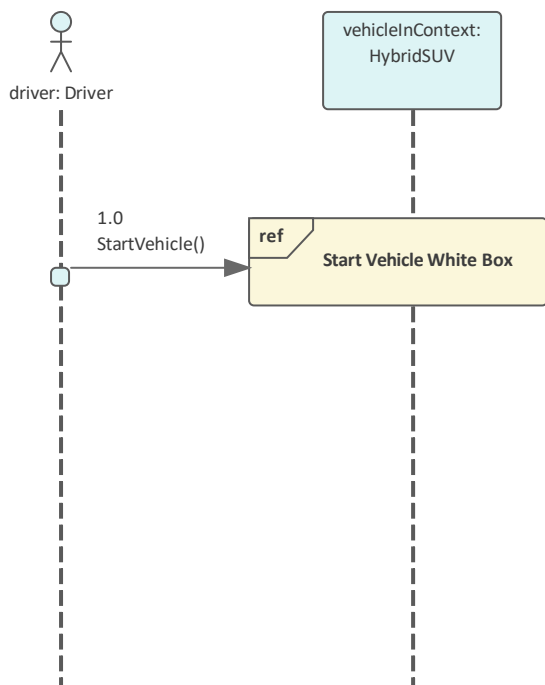 driver: Driver
vehicleInContext:
HybridSUV
1.0
StartVehicle()
ref
Start Vehicle White Box